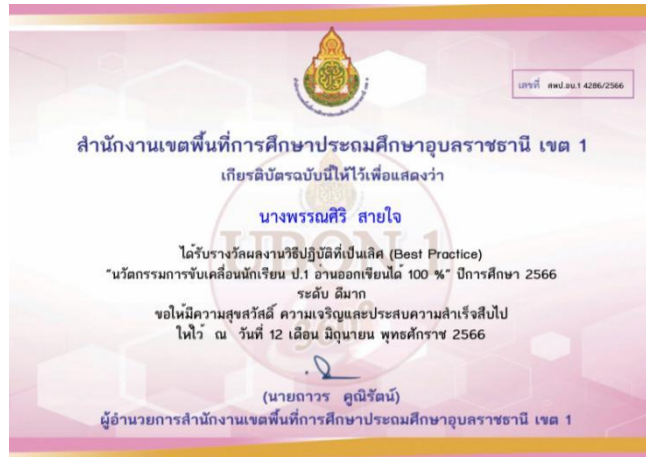 เลขที่ สพป.อบ.1 4286/2566
สำนักงานเขตพื้นที่การศึกษาประถมศึกษาอุบลราชธานี เขต 1
เกียรติบัตรฉบับนี้ให้ไว้เพื่อแสดงว่า
นางพรรณศิริ สายใจ
ได้รับรางวัลผลงานวิธีปฏิบัติที่เป็นเลิศ (Best Practice)
"นวัตกรรมการขับเคลื่อนนักเรียน ป.1 อ่านออกเขียนได้ 100 %" ปีการศึกษา 2566
ระดับ ดีมาก
ขอให้มีความสุขสวัสดิ์ ความเจริญและประสบความสำเร็จสืบไป
ให้ไว้ ณ วันที่ 12 เดือน มิถุนายน พุทธศักราช 2566
(นายถาวร คูณิรัตน์)
ผู้อำนวยการสำนักงานเขตพื้นที่การศึกษาประถมศึกษาอุบลราชธานี เขต 1
UBON 1